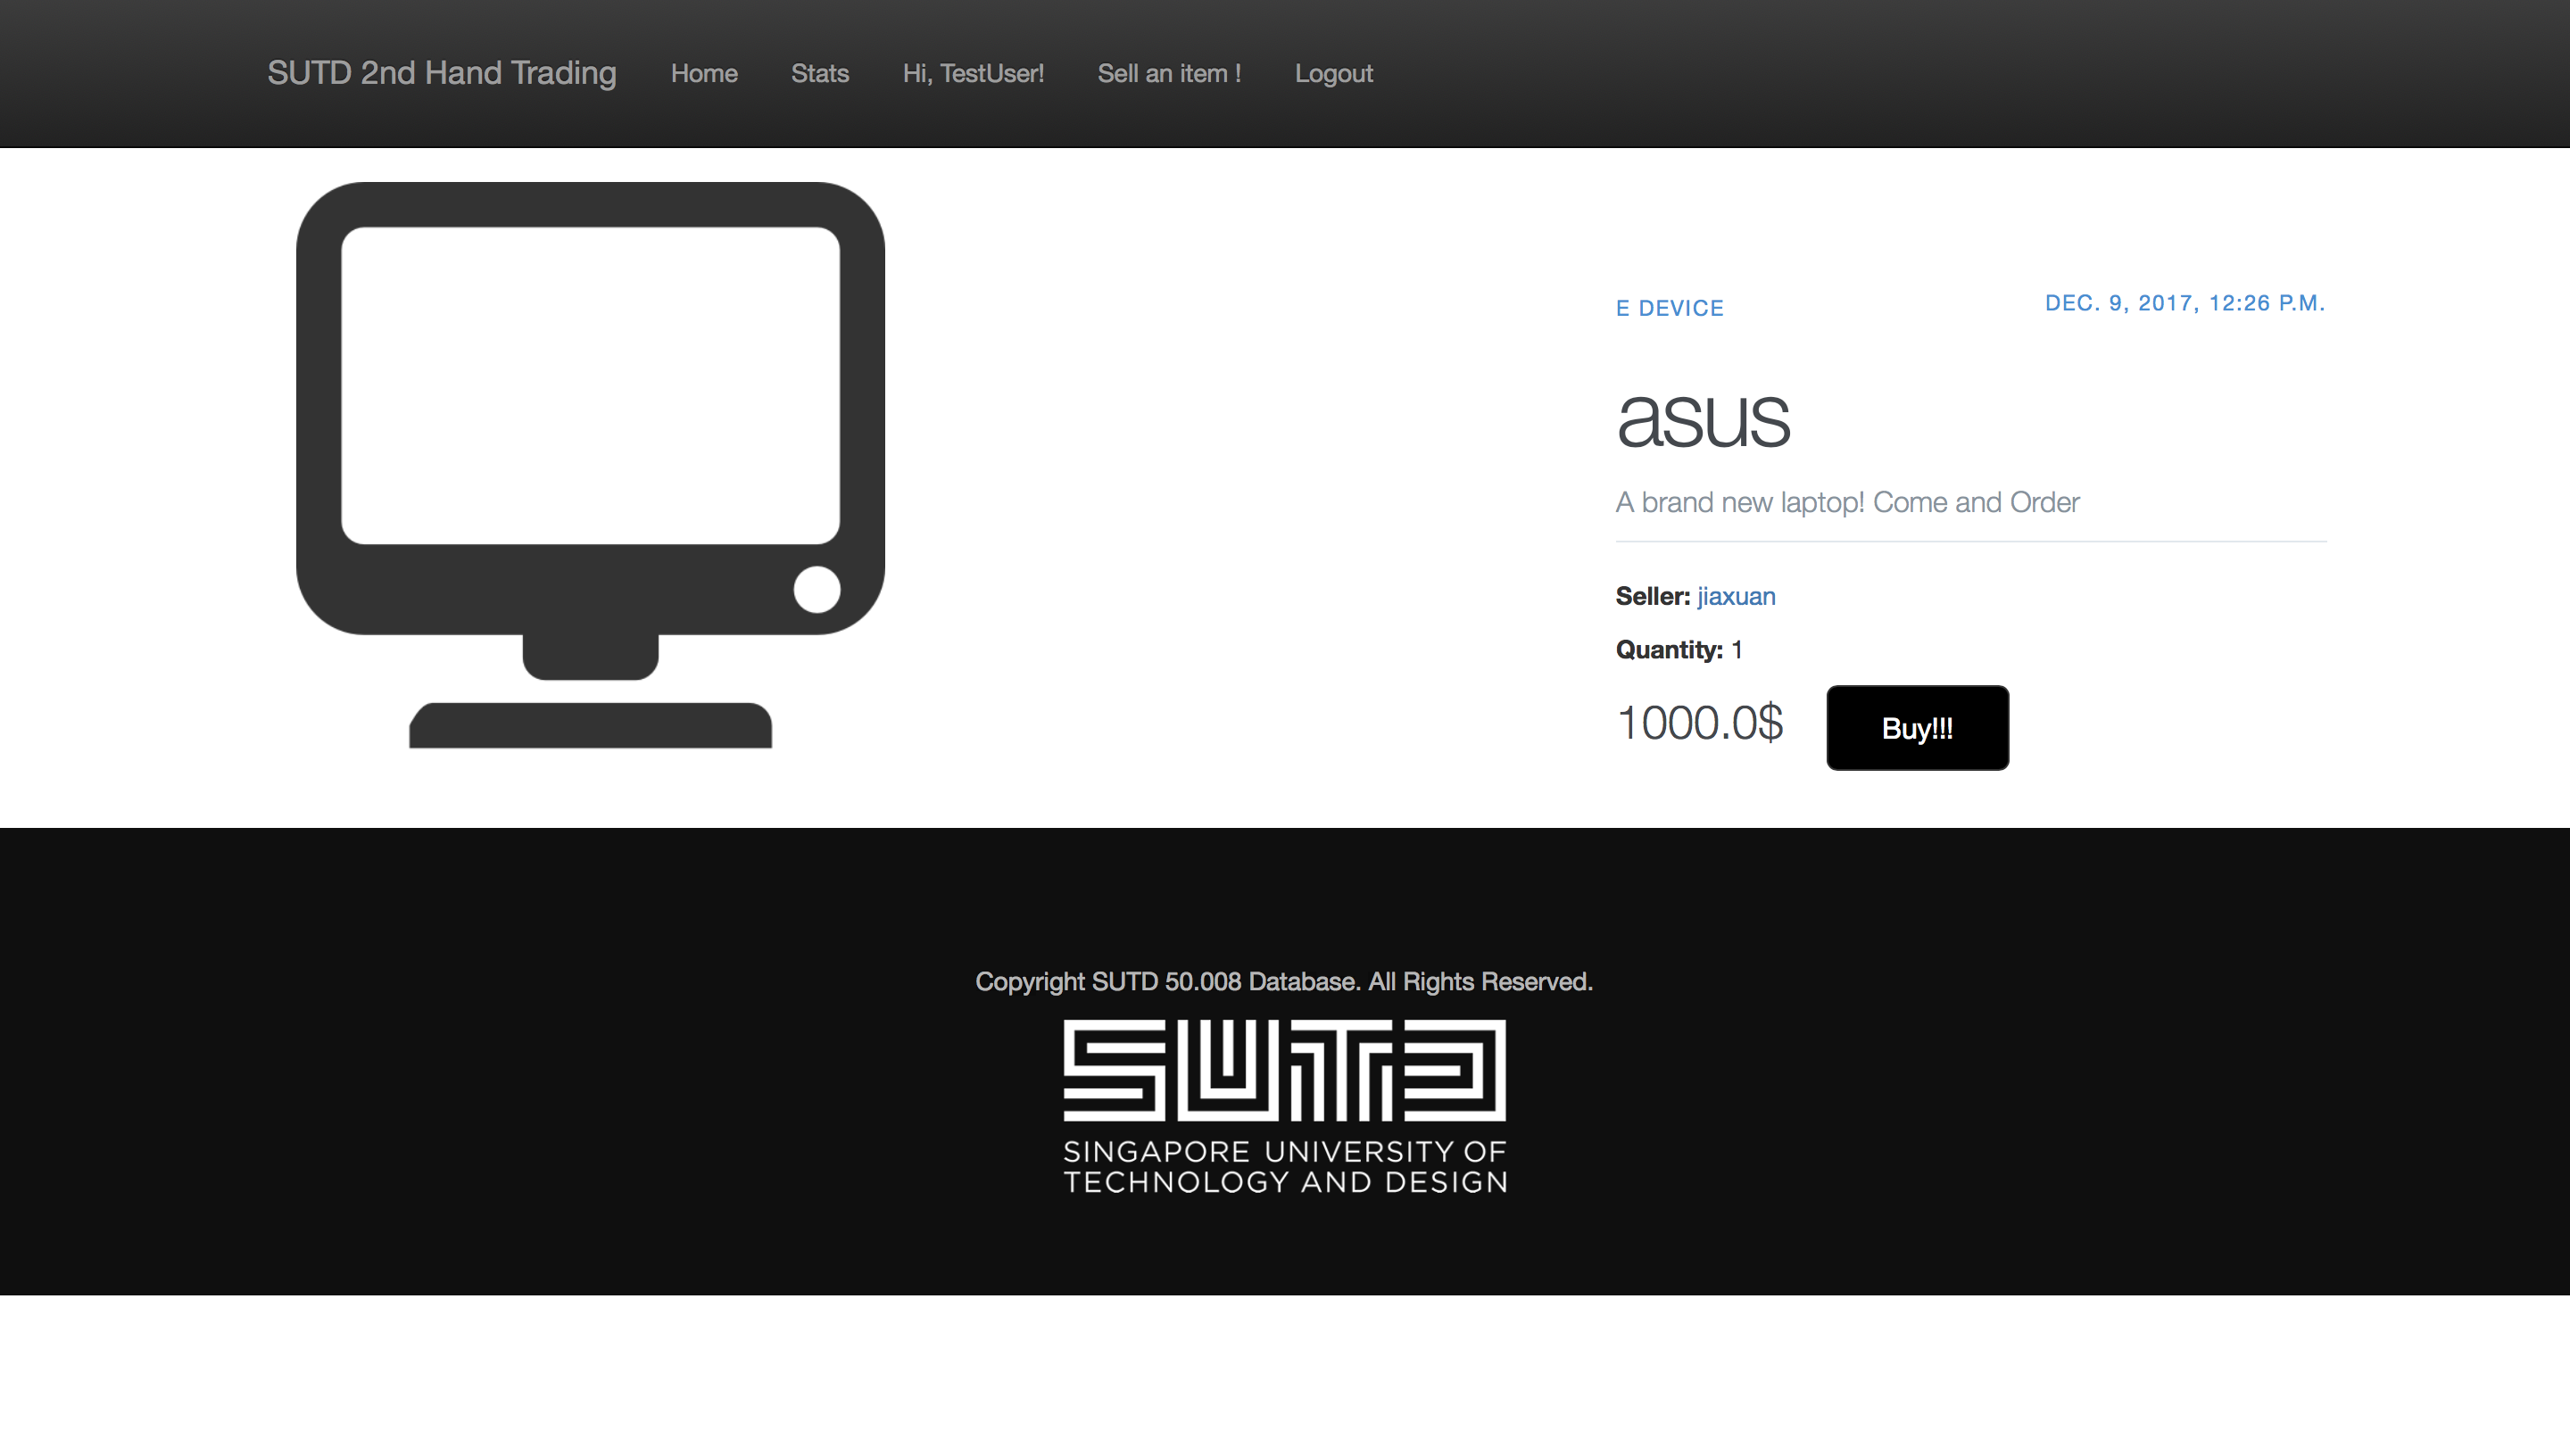 SUTD 2nd Hand Trading Home Stats Hi, TestUser! Sell an item ! Logout
E DEVICE DEC. 9, 2017, 12:26 P.M.
asus
A brand new laptop! Come and Order
Seller: jiaxuan
Quantity: 1
1000.0$ Buy!!!
Copyright SUTD 50.008 Database. All Rights Reserved.
SUTD
SINGAPORE UNIVERSITY OF
TECHNOLOGY AND DESIGN